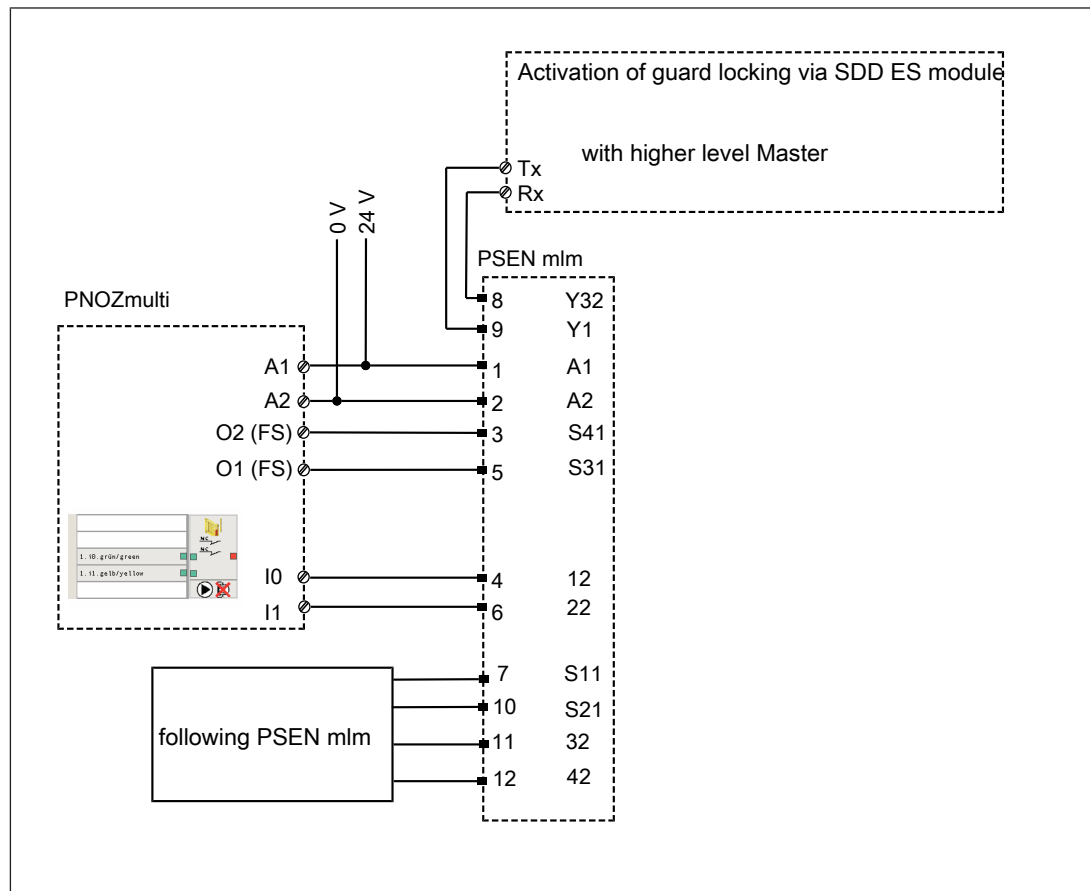 Activation of guard locking via SDD ES module
with higher level Master
Tx
Rx
0 V
24 V
PSEN mlm
PNOZmulti
8 Y32
9 Y1
A1 1 A1
A2 2 A2
O2 (FS) 3 S41
O1 (FS) 5 S31
NC
NC
1.i0.grün/green
1.i1.gelb/yellow
I0 4 12
I1 6 22
7 S11
10 S21
following PSEN mlm
11 32
12 42